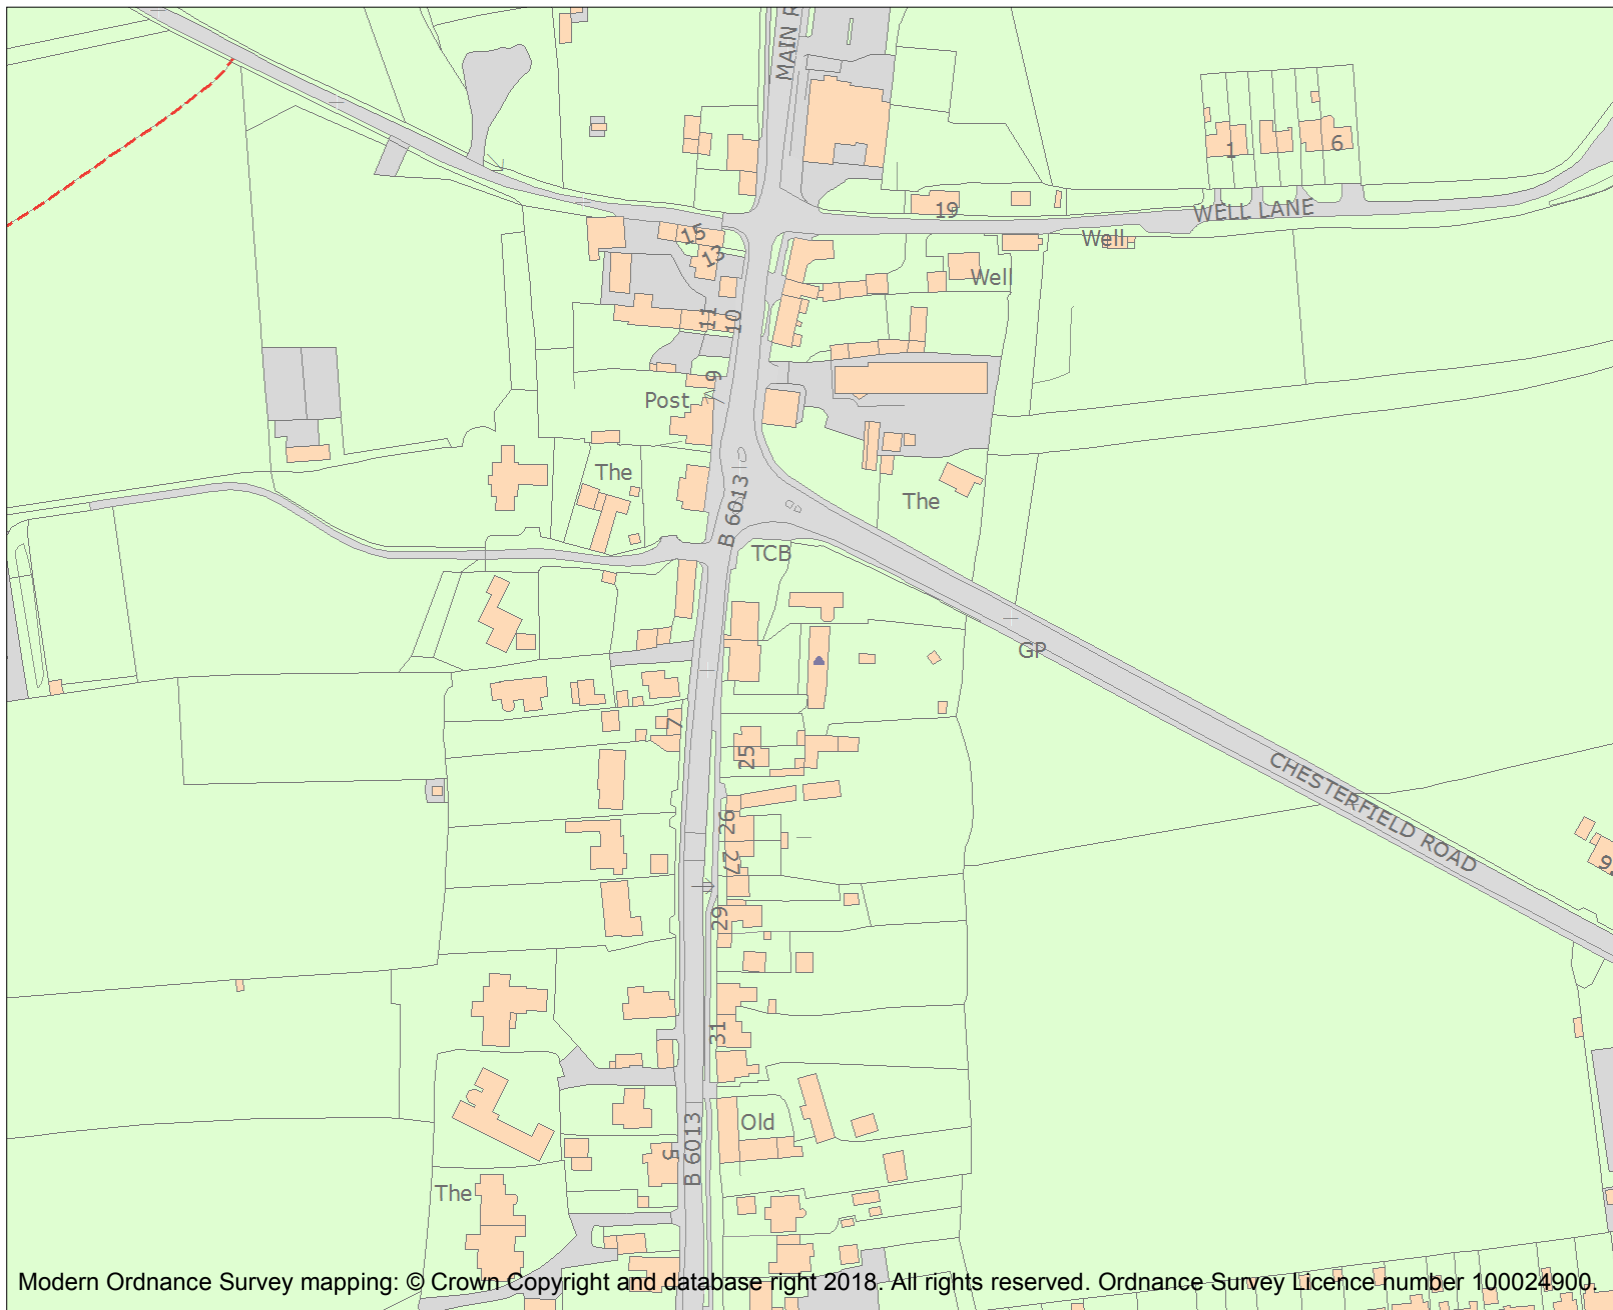 MAIN R
1
6
19
WELL LANE
Well
15
13
Well
11
10
9
Post
The
The
B 6013
TCB
GP
7
25
CHESTERFIELD ROAD
26
27
9
29
31
Old
B 6013
5
The
Modern Ordnance Survey mapping: © Crown Copyright and database right 2018. All rights reserved. Ordnance Survey Licence number 100024900.